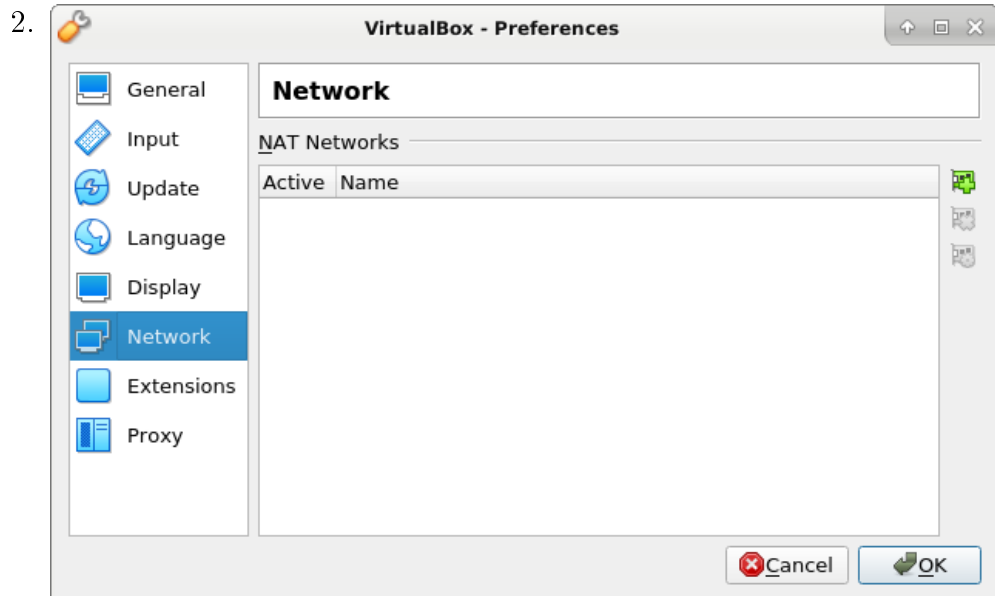 2.
VirtualBox - Preferences
General
Input
Update
Language
Display
Network
Extensions
Proxy
Network
NAT Networks
Active Name
Cancel OK